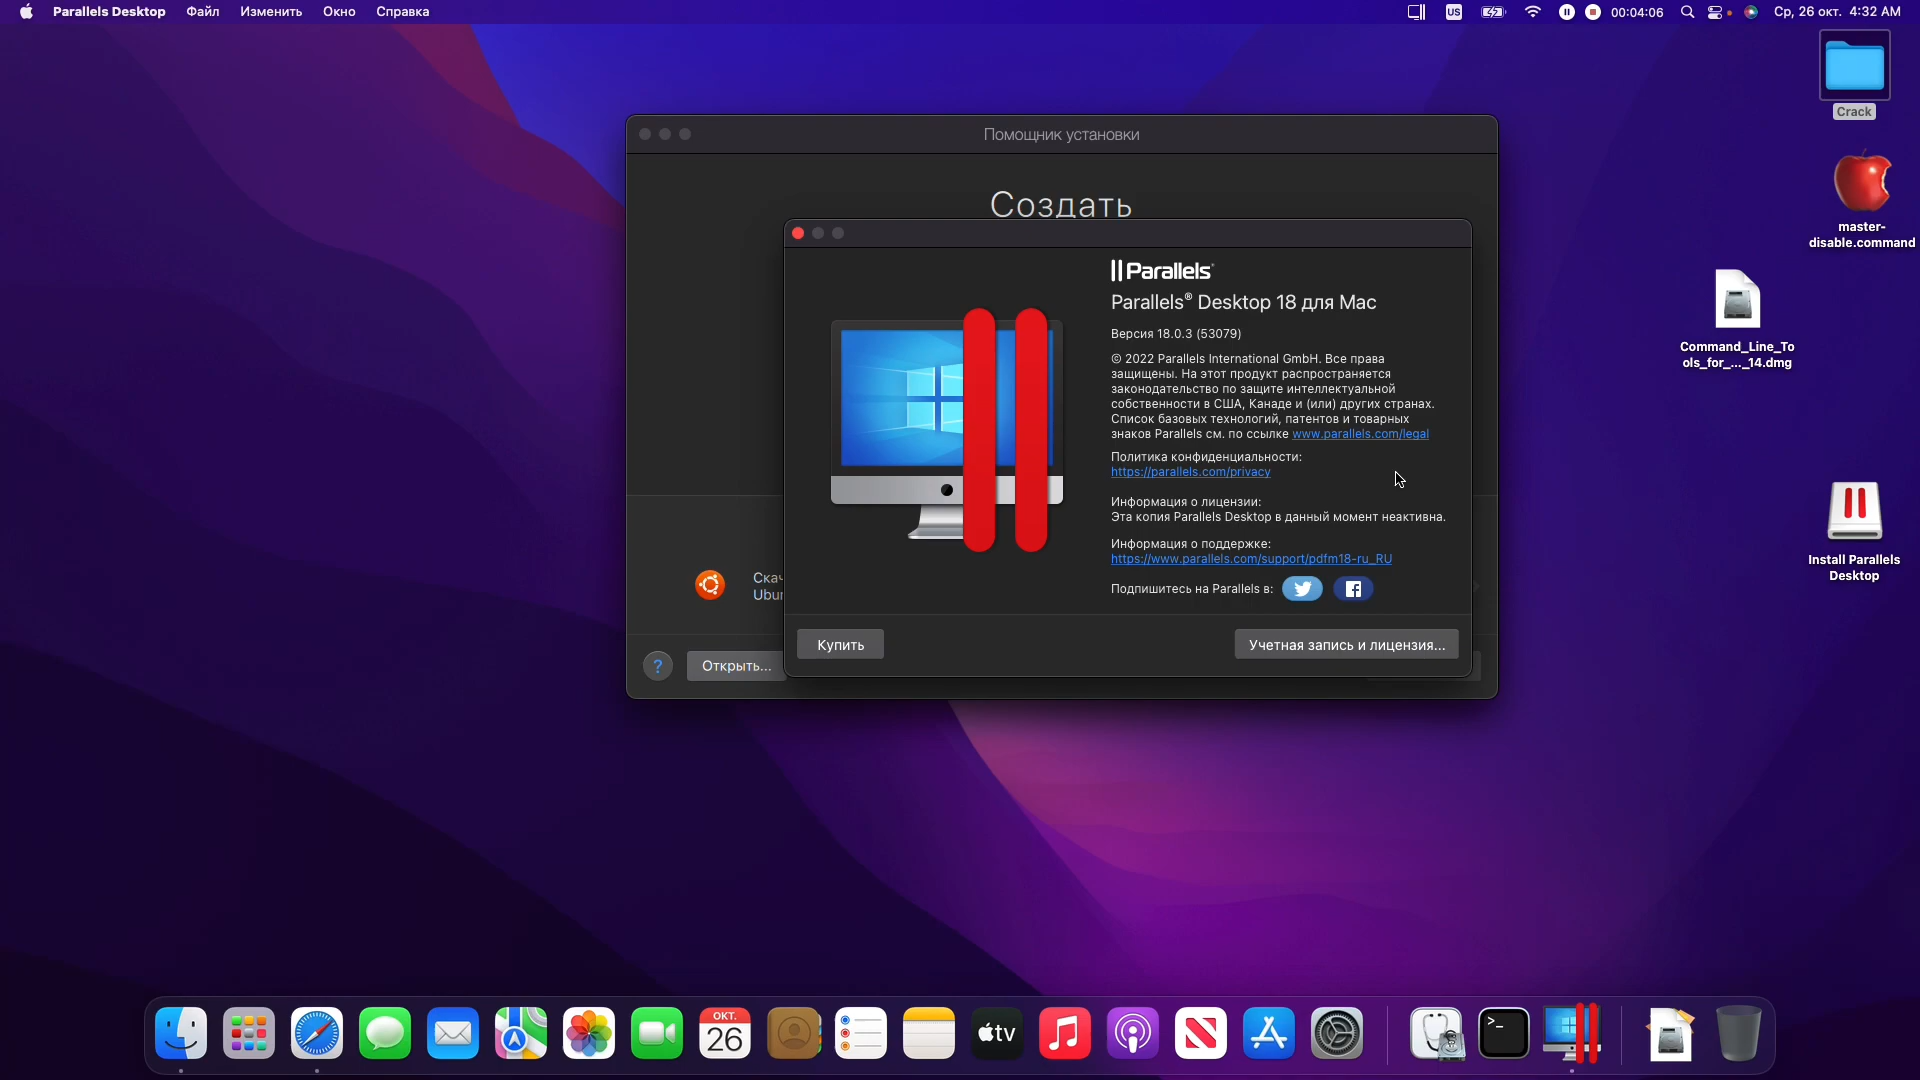 Parallels Desktop Файл Изменить Окно Справка
US 00:04:06 Ср, 26 окт. 4:32 AM
Crack
master-
disable.command
Command_Line_To
ols_for_..._14.dmg
Install Parallels
Desktop
Помощник установки
Создать
Parallels®
Parallels® Desktop 18 для Mac
Версия 18.0.3 (53079)
© 2022 Parallels International GmbH. Все права
защищены. На этот продукт распространяется
законодательство по защите интеллектуальной
собственности в США, Канаде и (или) других странах.
Список базовых технологий, патентов и товарных
знаков Parallels см. по ссылке www.parallels.com/legal
Политика конфиденциальности:
https://parallels.com/privacy
Информация о лицензии:
Эта копия Parallels Desktop в данный момент неактивна.
Информация о поддержке:
https://www.parallels.com/support/pdfm18-ru_RU
Подпишитесь на Parallels в:
Купить
Учетная запись и лицензия...
Скач
Ubun
?
Открыть...
ОКТ.
26
tv
>_